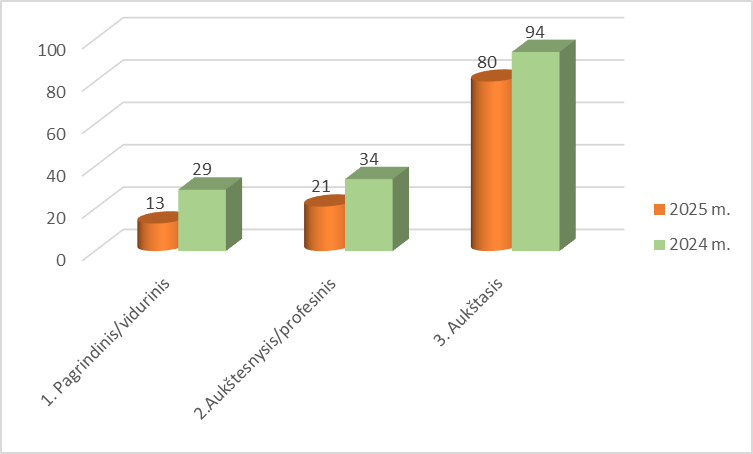 100
80
60
40
20
0
13
29
21
34
80
94
1. Pagrindinis/vidurinis
2.Aukštesnysis/profesinis
3. Aukštasis
2025 m.
2024 m.